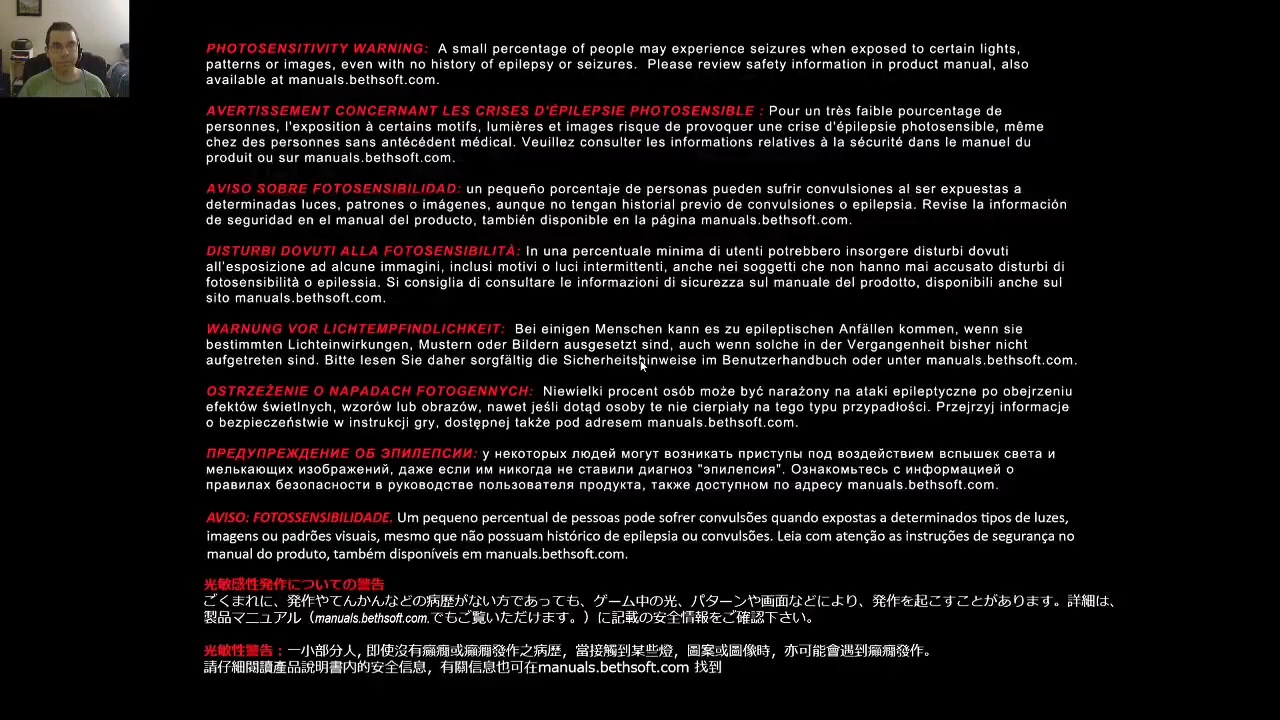 PHOTOSENSITIVITY WARNING: A small percentage of people may experience seizures when exposed to certain lights,
patterns or images, even with no history of epilepsy or seizures. Please review safety information in product manual, also
available at manuals.bethsoft.com.
AVERTISSEMENT CONCERNANT LES CRISES D'ÉPILEPSIE PHOTOSENSIBLE : Pour un très faible pourcentage de
personnes, l'exposition à certains motifs, lumières et images risque de provoquer une crise d'épilepsie photosensible, même
chez des personnes sans antécédent médical. Veuillez consulter les informations relatives à la sécurité dans le manuel du
produit ou sur manuals.bethsoft.com.
AVISO SOBRE FOTOSENSIBILIDAD: un pequeño porcentaje de personas pueden sufrir convulsiones al ser expuestas a
determinadas luces, patrones o imágenes, aunque no tengan historial previo de convulsiones o epilepsia. Revise la información
de seguridad en el manual del producto, también disponible en la página manuals.bethsoft.com.
DISTURBI DOVUTI ALLA FOTOSENSIBILITÀ: In una percentuale minima di utenti potrebbero insorgere disturbi dovuti
all'esposizione ad alcune immagini, inclusi motivi o luci intermittenti, anche nei soggetti che non hanno mai accusato disturbi di
fotosensibilità o epilessia. Si consiglia di consultare le informazioni di sicurezza sul manuale del prodotto, disponibili anche sul
sito manuals.bethsoft.com.
WARNUNG VOR LICHTEMPFINDLICHKEIT: Bei einigen Menschen kann es zu epileptischen Anfällen kommen, wenn sie
bestimmten Lichteinwirkungen, Mustern oder Bildern ausgesetzt sind, auch wenn solche in der Vergangenheit bisher nicht
aufgetreten sind. Bitte lesen Sie daher sorgfältig die Sicherheitshinweise im Benutzerhandbuch oder unter manuals.bethsoft.com.
OSTRZEŻENIE O NAPADACH FOTOGENNYCH: Niewielki procent osób może być narażony na ataki epileptyczne po obejrzeniu
efektów świetlnych, wzorów lub obrazów, nawet jeśli dotąd osoby te nie cierpiały na tego typu przypadłości. Przejrzyj informacje
o bezpieczeństwie w instrukcji gry, dostępnej także pod adresem manuals.bethsoft.com.
ПРЕДУПРЕЖДЕНИЕ ОБ ЭПИЛЕПСИИ: у некоторых людей могут возникать приступы под воздействием вспышек света и
мелькающих изображений, даже если им никогда не ставили диагноз "эпилепсия". Ознакомьтесь с информацией о
правилах безопасности в руководстве пользователя продукта, также доступном по адресу manuals.bethsoft.com.
AVISO: FOTOSSENSIBILIDADE. Um pequeno percentual de pessoas pode sofrer convulsões quando expostas a determinados tipos de luzes,
imagens ou padrões visuais, mesmo que não possuam histórico de epilepsia ou convulsões. Leia com atenção as instruções de segurança no
manual do produto, também disponíveis em manuals.bethsoft.com.
光敏感性発作についての警告
ごくまれに、発作やてんかんなどの病歴がない方であっても、ゲーム中の光、パターンや画面などにより、発作を起こすことがあります。詳細は、
製品マニュアル（manuals.bethsoft.com.でもご覧いただけます。）に記載の安全情報をご確認下さい。
光敏性警告：一小部分人, 即使沒有癲癇或癲癇發作之病歷，當接觸到某些燈，圖案或圖像時，亦可能會遇到癲癇發作。
請仔細閱讀產品說明書内的安全信息，有關信息也可在manuals.bethsoft.com 找到